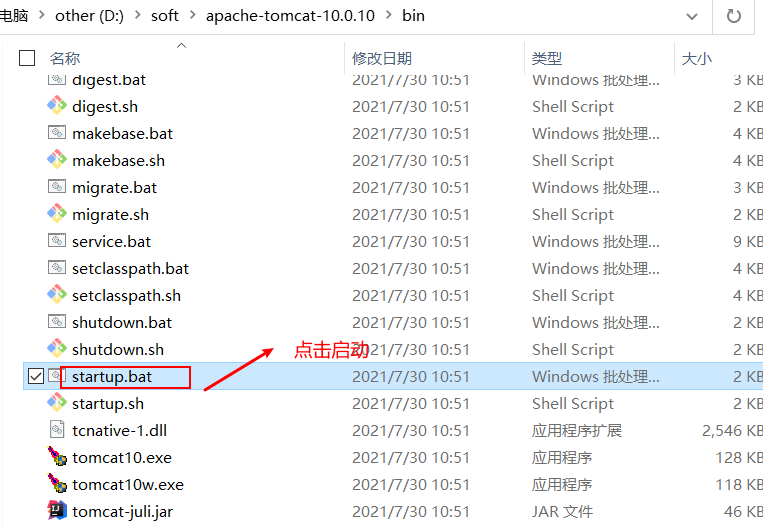 电脑 > other (D:) > soft > apache-tomcat-10.0.10 > bin
名称 修改日期 类型 大小
digest.bat 2021/7/30 10:51 Windows 批处理... 3 KB
digest.sh 2021/7/30 10:51 Shell Script 2 KB
makebase.bat 2021/7/30 10:51 Windows 批处理... 4 KB
makebase.sh 2021/7/30 10:51 Shell Script 4 KB
migrate.bat 2021/7/30 10:51 Windows 批处理... 3 KB
migrate.sh 2021/7/30 10:51 Shell Script 2 KB
service.bat 2021/7/30 10:51 Windows 批处理... 9 KB
setclasspath.bat 2021/7/30 10:51 Windows 批处理... 4 KB
setclasspath.sh 2021/7/30 10:51 Shell Script 4 KB
shutdown.bat 2021/7/30 10:51 Windows 批处理... 2 KB
shutdown.sh 2021/7/30 10:51 Shell Script 2 KB
点击启动
startup.bat 2021/7/30 10:51 Windows 批处理... 2 KB
startup.sh 2021/7/30 10:51 Shell Script 2 KB
tcnative-1.dll 2021/7/30 10:51 应用程序扩展 2,546 KB
tomcat10.exe 2021/7/30 10:51 应用程序 128 KB
tomcat10w.exe 2021/7/30 10:51 应用程序 118 KB
tomcat-juli.jar 2021/7/30 10:51 JAR 文件 46 KB